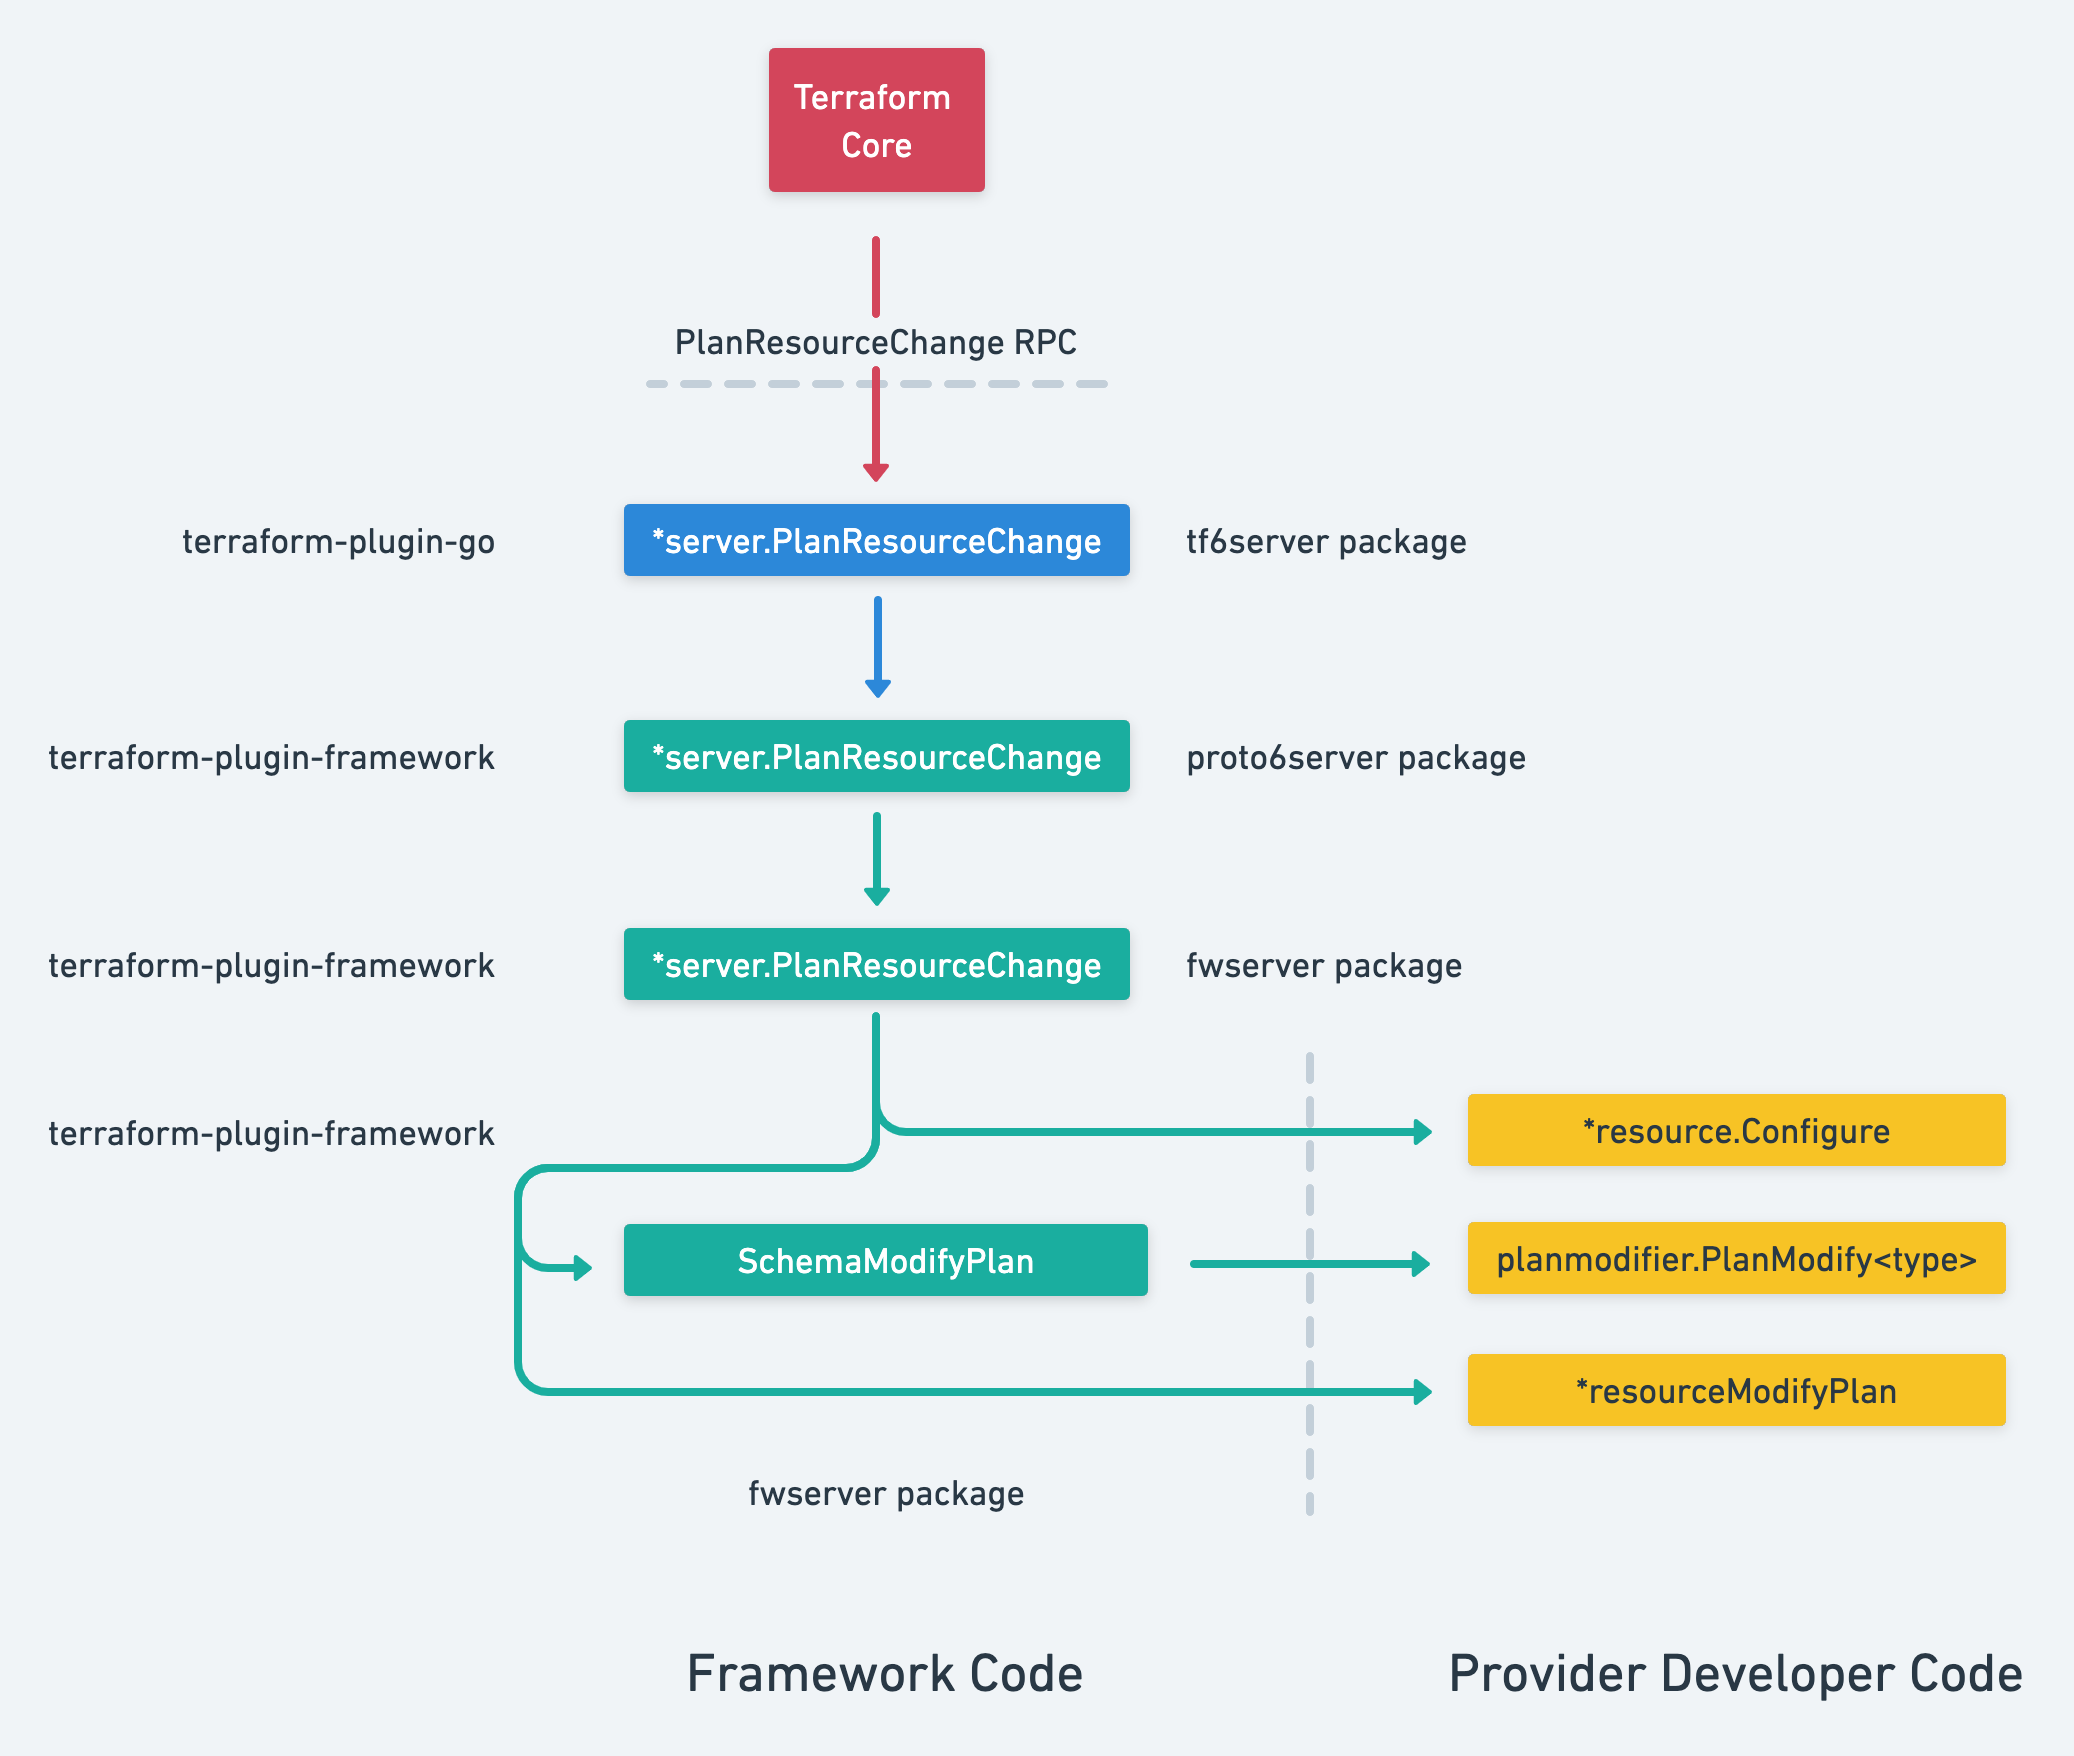 Terraform
Core
PlanResourceChange RPC
terraform-plugin-go
*server.PlanResourceChange
tf6server package
terraform-plugin-framework
*server.PlanResourceChange
proto6server package
terraform-plugin-framework
*server.PlanResourceChange
fwserver package
terraform-plugin-framework
*resource.Configure
SchemaModifyPlan
planmodifier.PlanModify<type>
*resourceModifyPlan
fwserver package
Framework Code
Provider Developer Code